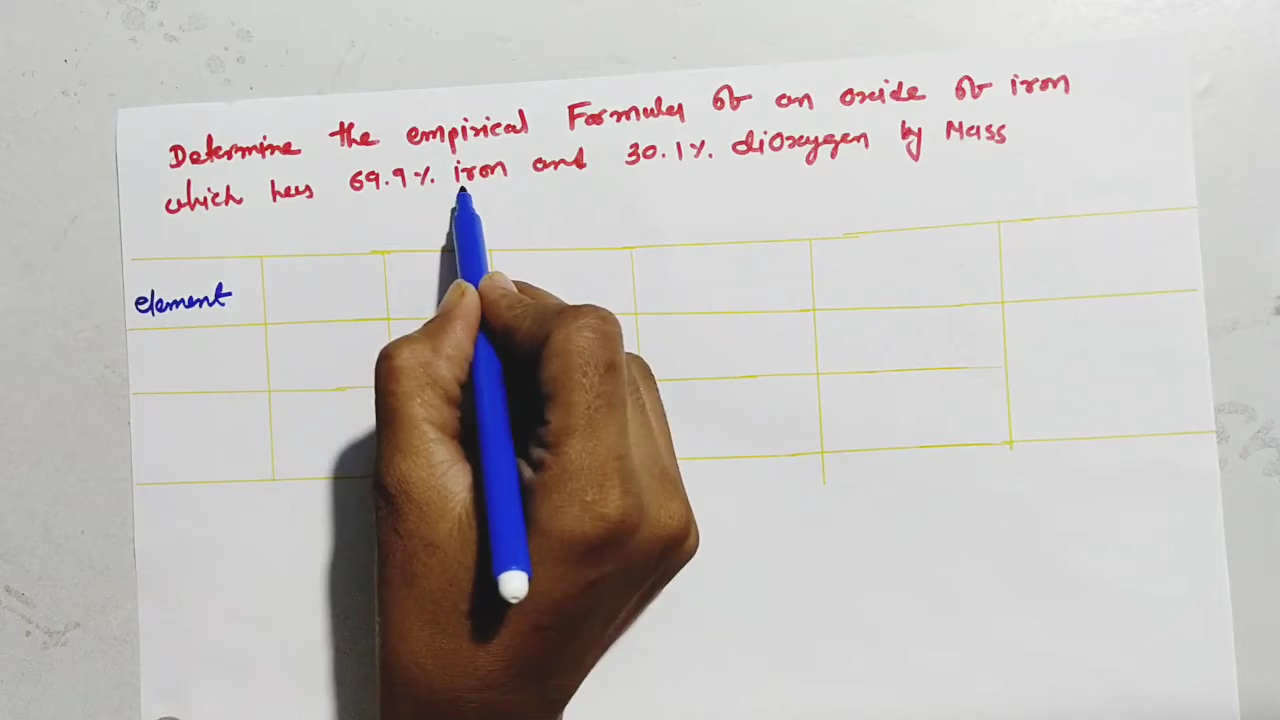 Determine the empirical Formula of an oxide of iron
which has 69.9% iron and 30.1% dioxygen by Mass
element